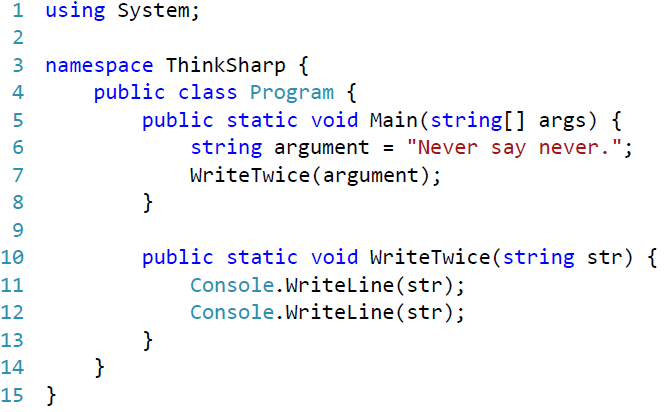 1 using System;
2
3 namespace ThinkSharp {
4     public class Program {
5         public static void Main(string[] args) {
6             string argument = "Never say never.";
7             WriteTwice(argument);
8         }
9
10         public static void WriteTwice(string str) {
11             Console.WriteLine(str);
12             Console.WriteLine(str);
13         }
14     }
15 }